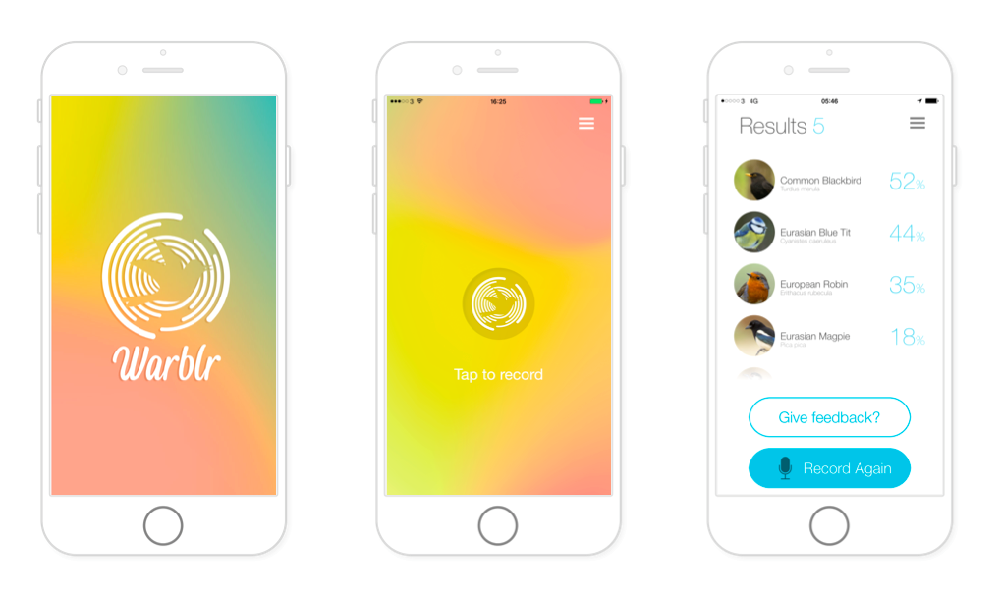 Warblr
3
16:25
Tap to record
3 4G
05:46
Results 5
Common Blackbird
Turdus merula
52%
Eurasian Blue Tit
Cyanistes caeruleus
44%
European Robin
Erithacus rubecula
35%
Eurasian Magpie
Pica pica
18%
Give feedback?
Record Again